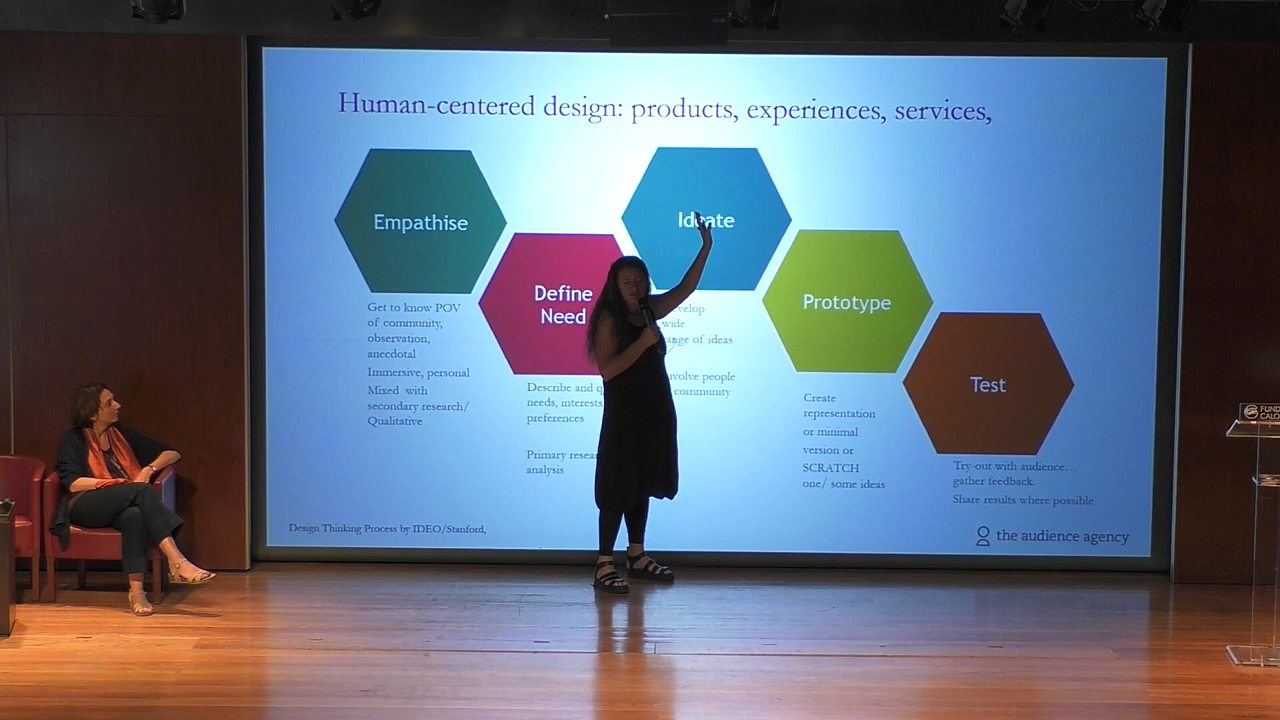 Human-centered design: products, experiences, services,
Empathise
Get to know POV
of community,
observation,
anecdotal
Immersive, personal
Mixed with
secondary research/
Qualitative
Define
Need
Describe and
needs, interests
preferences
Primary
analysis
Ideate
wide
range of ideas
involve people
community
Prototype
Create
representation
or minimal
version or
SCRATCH
one/ some ideas
Test
Try-out with audience…
gather feedback.
Share results where possible
Design Thinking Process by IDEO/Stanford,
the audience agency